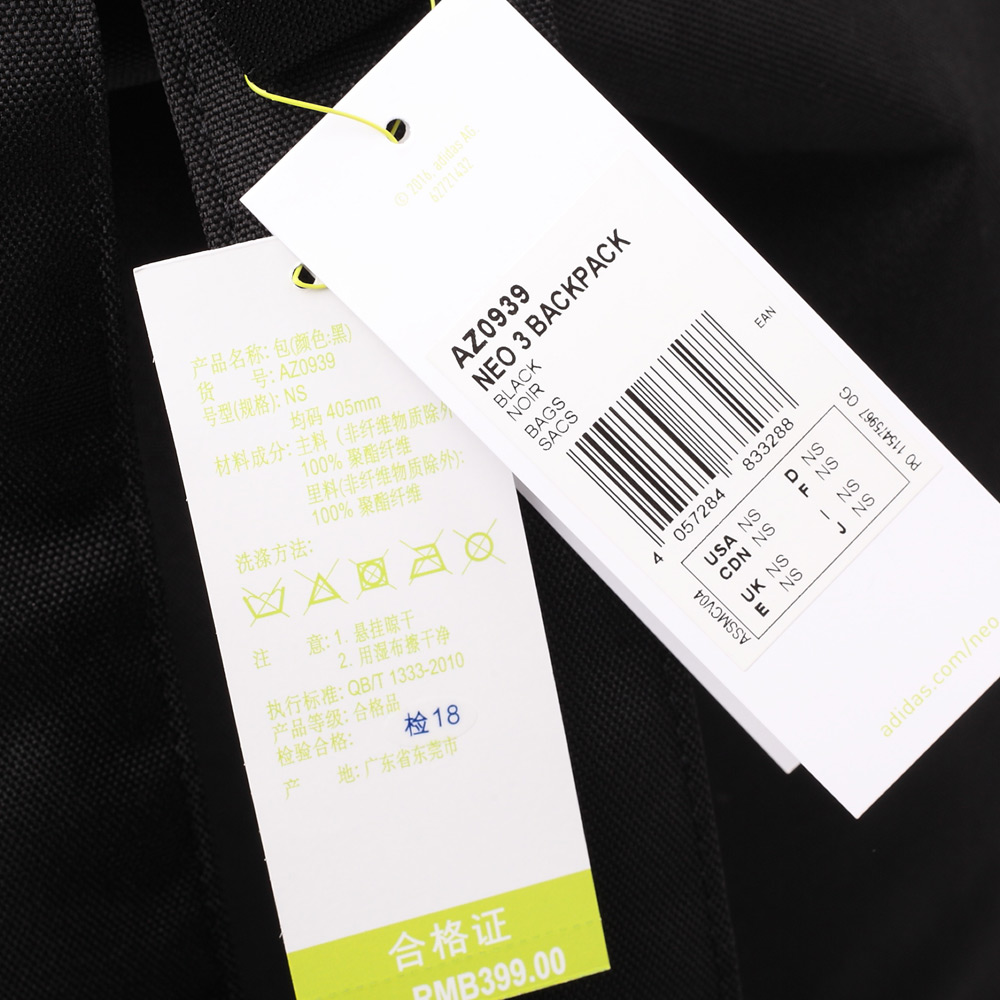 © 2016 adidas AG.
62721432
AZ0939
NEO 3 BACKPACK
BLACK
NOIR
BAGS
SACS
EAN
4 057284 833288
PO 115475967 OG
USA NS D NS
CDN NS F NS
UK NS I NS
E NS J NS
ASSMCV04
adidas.com/neo
产品名称: 包(颜色:黑)
货 号: AZ0939
号型(规格): NS
均码 405mm
材料成分: 主料 (非纤维物质除外
100% 聚酯纤维
里料(非纤维物质除外):
100% 聚酯纤维
洗涤方法:
注 意: 1. 悬挂晾干
2. 用湿布擦干净
执行标准: QB/T 1333-2010
产品等级: 合格品
检验合格: 检18
产 地: 广东省东莞市
合格证
RMB399.00